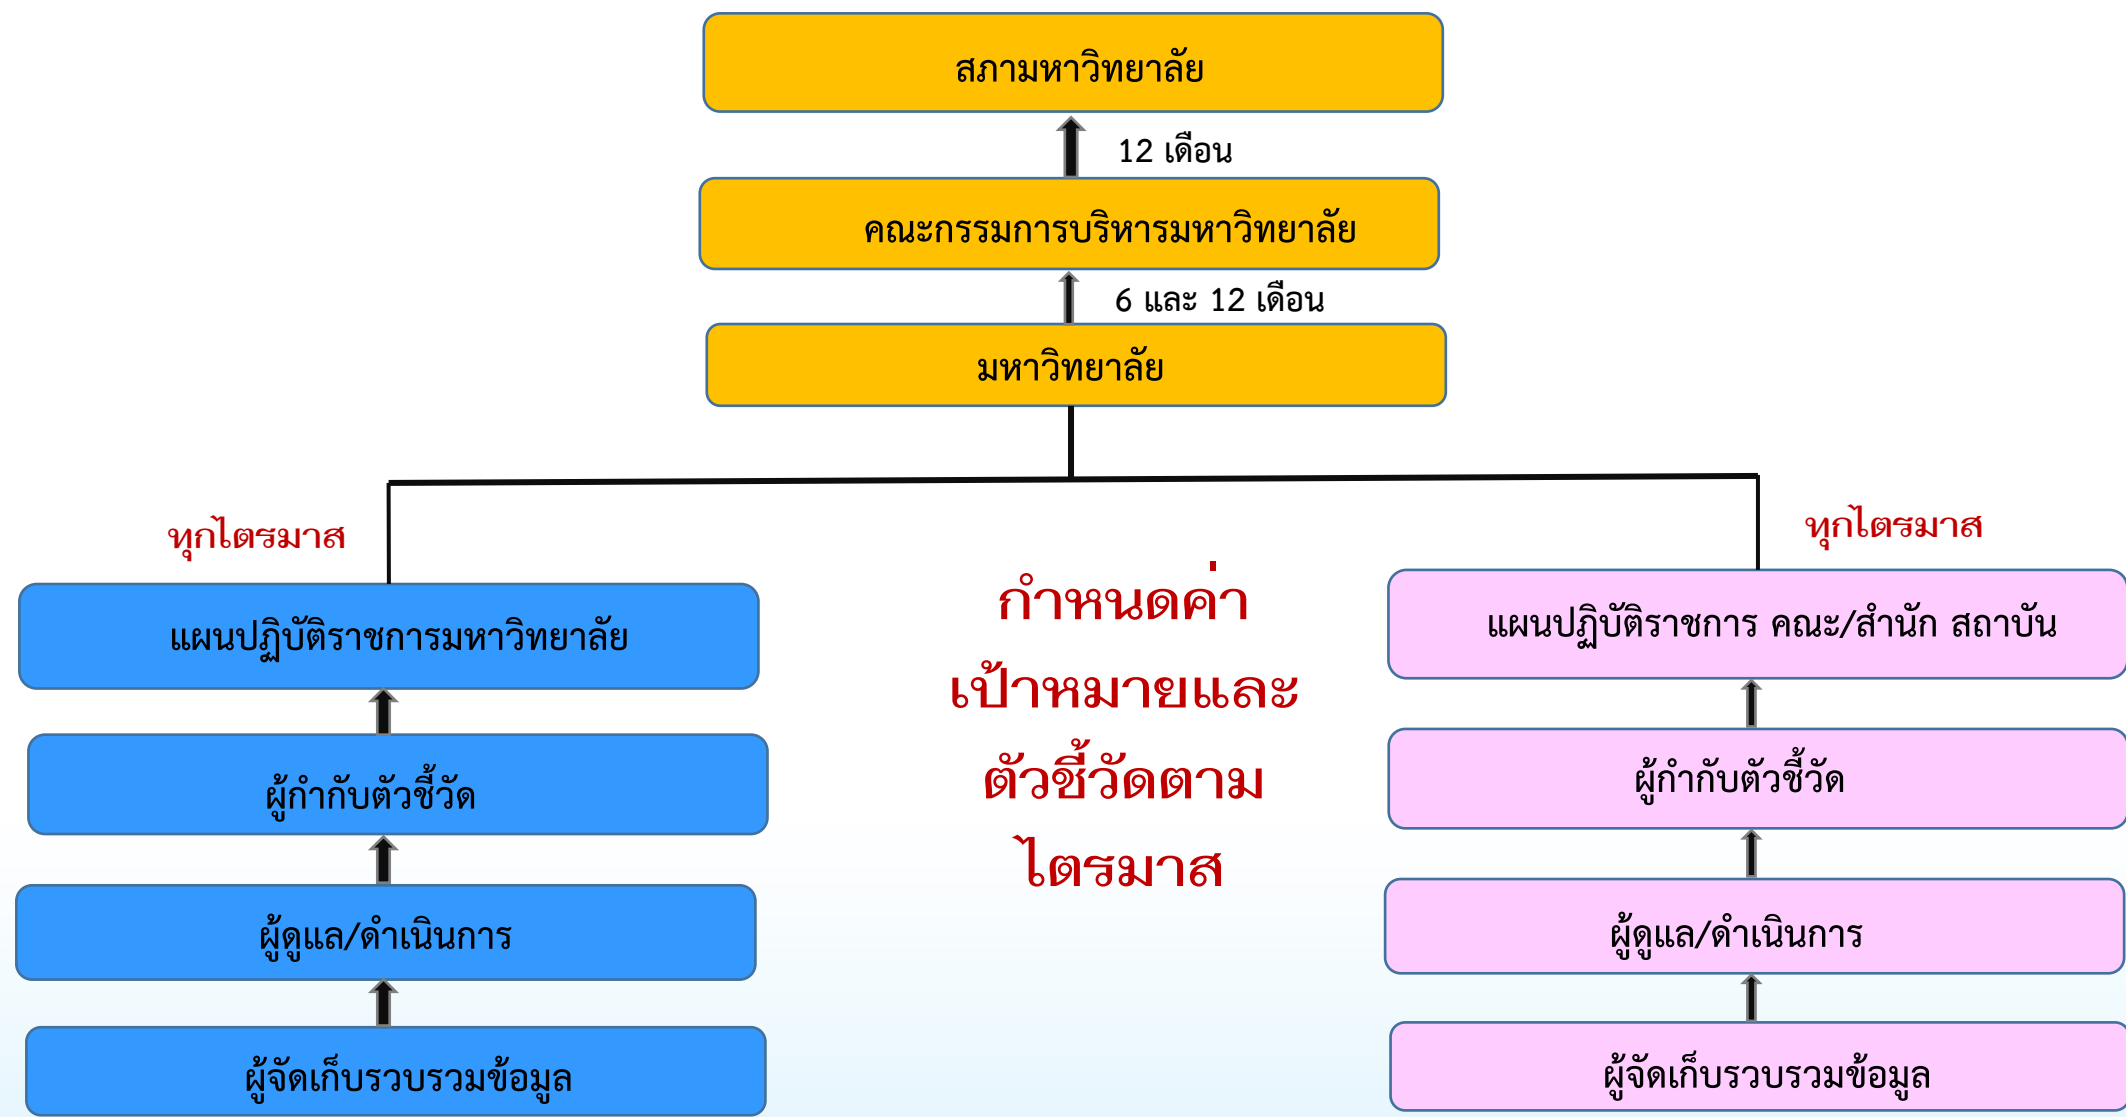 สภามหาวิทยาลัย
12 เดือน
คณะกรรมการบริหารมหาวิทยาลัย
6 และ 12 เดือน
มหาวิทยาลัย
ทุกไตรมาส
ทุกไตรมาส
แผนปฏิบัติราชการมหาวิทยาลัย
ผู้กำกับตัวชี้วัด
ผู้ดูแล/ดำเนินการ
ผู้จัดเก็บรวบรวมข้อมูล
กำหนดค่า
เป้าหมายและ
ตัวชี้วัดตาม
ไตรมาส
แผนปฏิบัติราชการ คณะ/สำนัก สถาบัน
ผู้กำกับตัวชี้วัด
ผู้ดูแล/ดำเนินการ
ผู้จัดเก็บรวบรวมข้อมูล